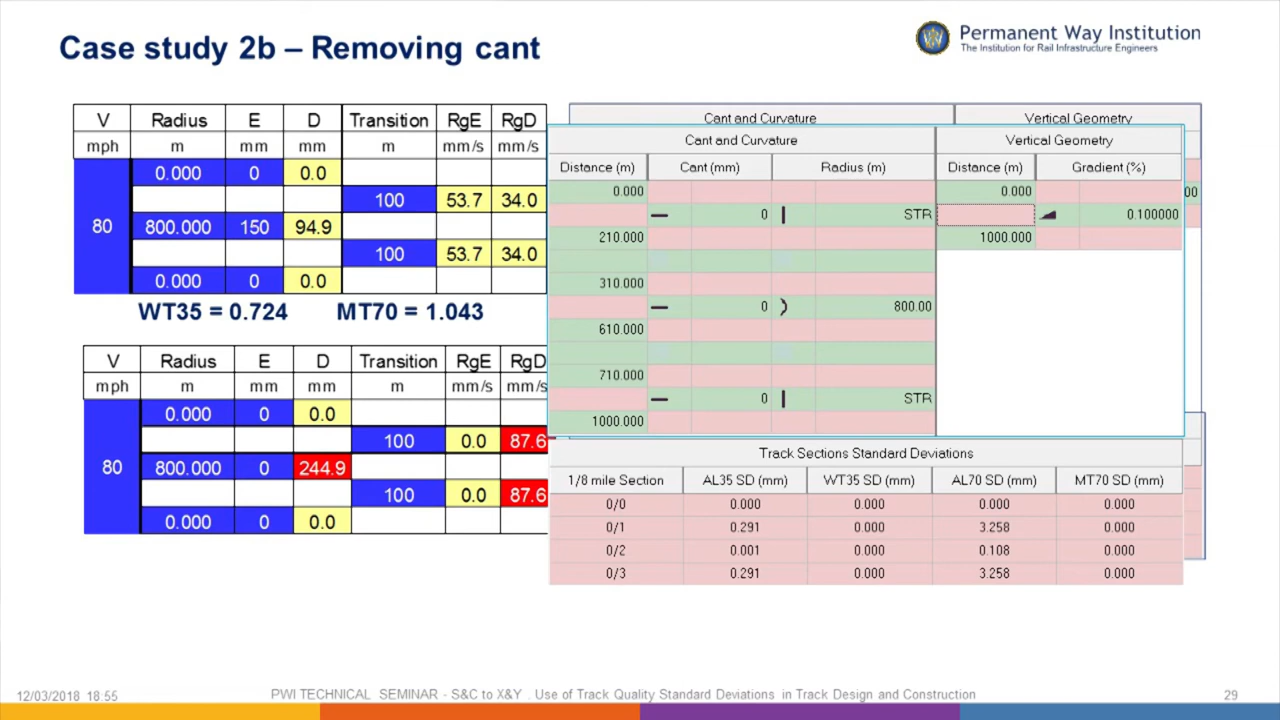 Case study 2b – Removing cant
Permanent Way Institution
The Institution for Rail Infrastructure Engineers
V Radius E D Transition RgE RgD
mph m mm mm m mm/s mm/s
0.000 0 0.0
100 53.7 34.0
80 800.000 150 94.9
100 53.7 34.0
0.000 0 0.0
WT35 = 0.724 MT70 = 1.043
V Radius E D Transition RgE RgD
mph m mm mm m mm/s mm/s
0.000 0 0.0
100 0.0 87.6
80 800.000 0 244.9
100 0.0 87.6
0.000 0 0.0
Cant and Curvature Vertical Geometry
Cant and Curvature Vertical Geometry
Distance (m) Cant (mm) Radius (m) Distance (m) Gradient (%)
0.000 0.000 00
0 STR 0.100000
210.000 1000.000
310.000
0 800.00
610.000
710.000
0 STR
1000.000
Track Sections Standard Deviations
1/8 mile Section AL35 SD (mm) WT35 SD (mm) AL70 SD (mm) MT70 SD (mm)
0/0 0.000 0.000 0.000 0.000
0/1 0.291 0.000 3.258 0.000
0/2 0.001 0.000 0.108 0.000
0/3 0.291 0.000 3.258 0.000
12/03/2018 18:55 PWI TECHNICAL SEMINAR - S&C to X&Y . Use of Track Quality Standard Deviations in Track Design and Construction 29